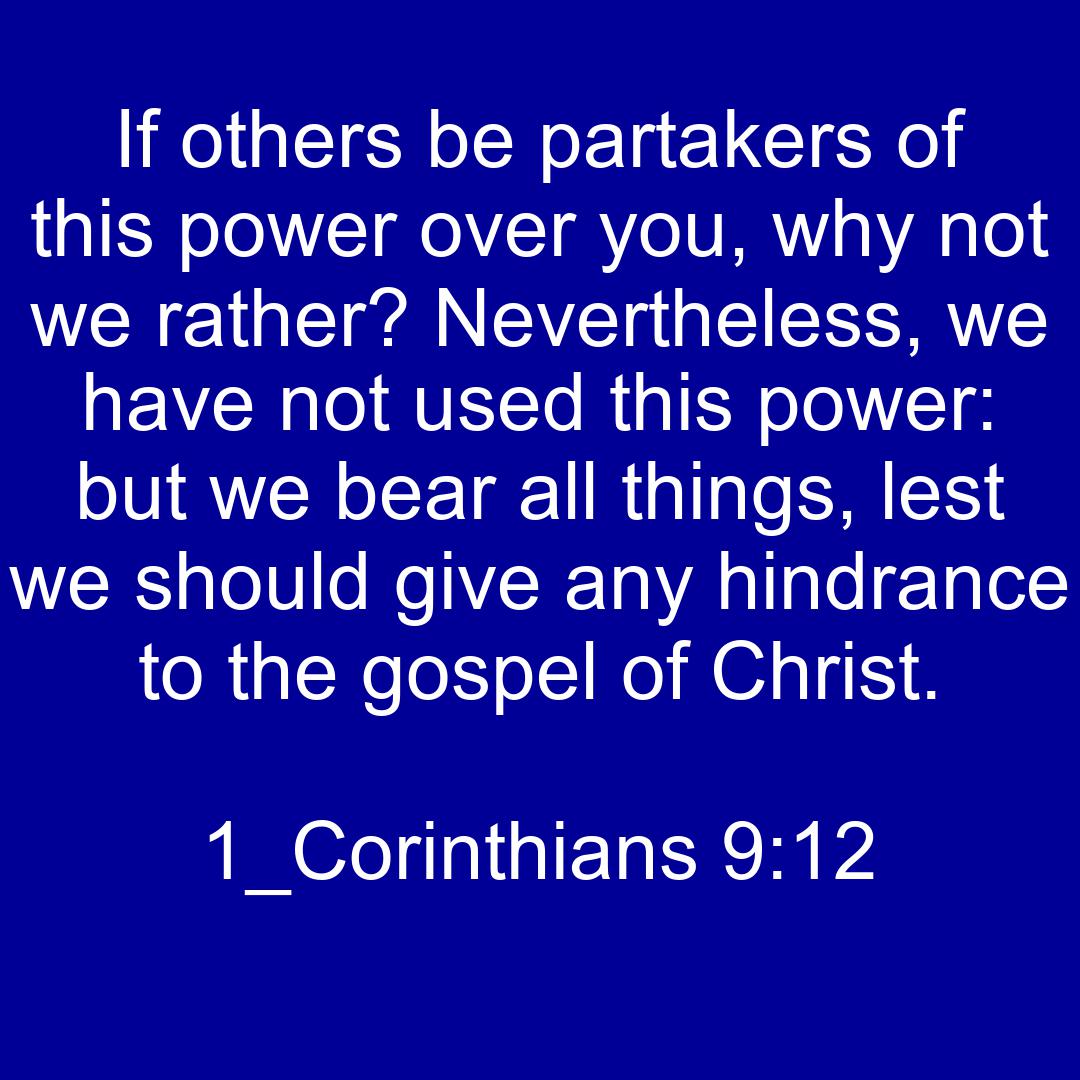 If others be partakers of
this power over you, why not
we rather? Nevertheless, we
have not used this power:
but we bear all things, lest
we should give any hindrance
to the gospel of Christ.
1_Corinthians 9:12